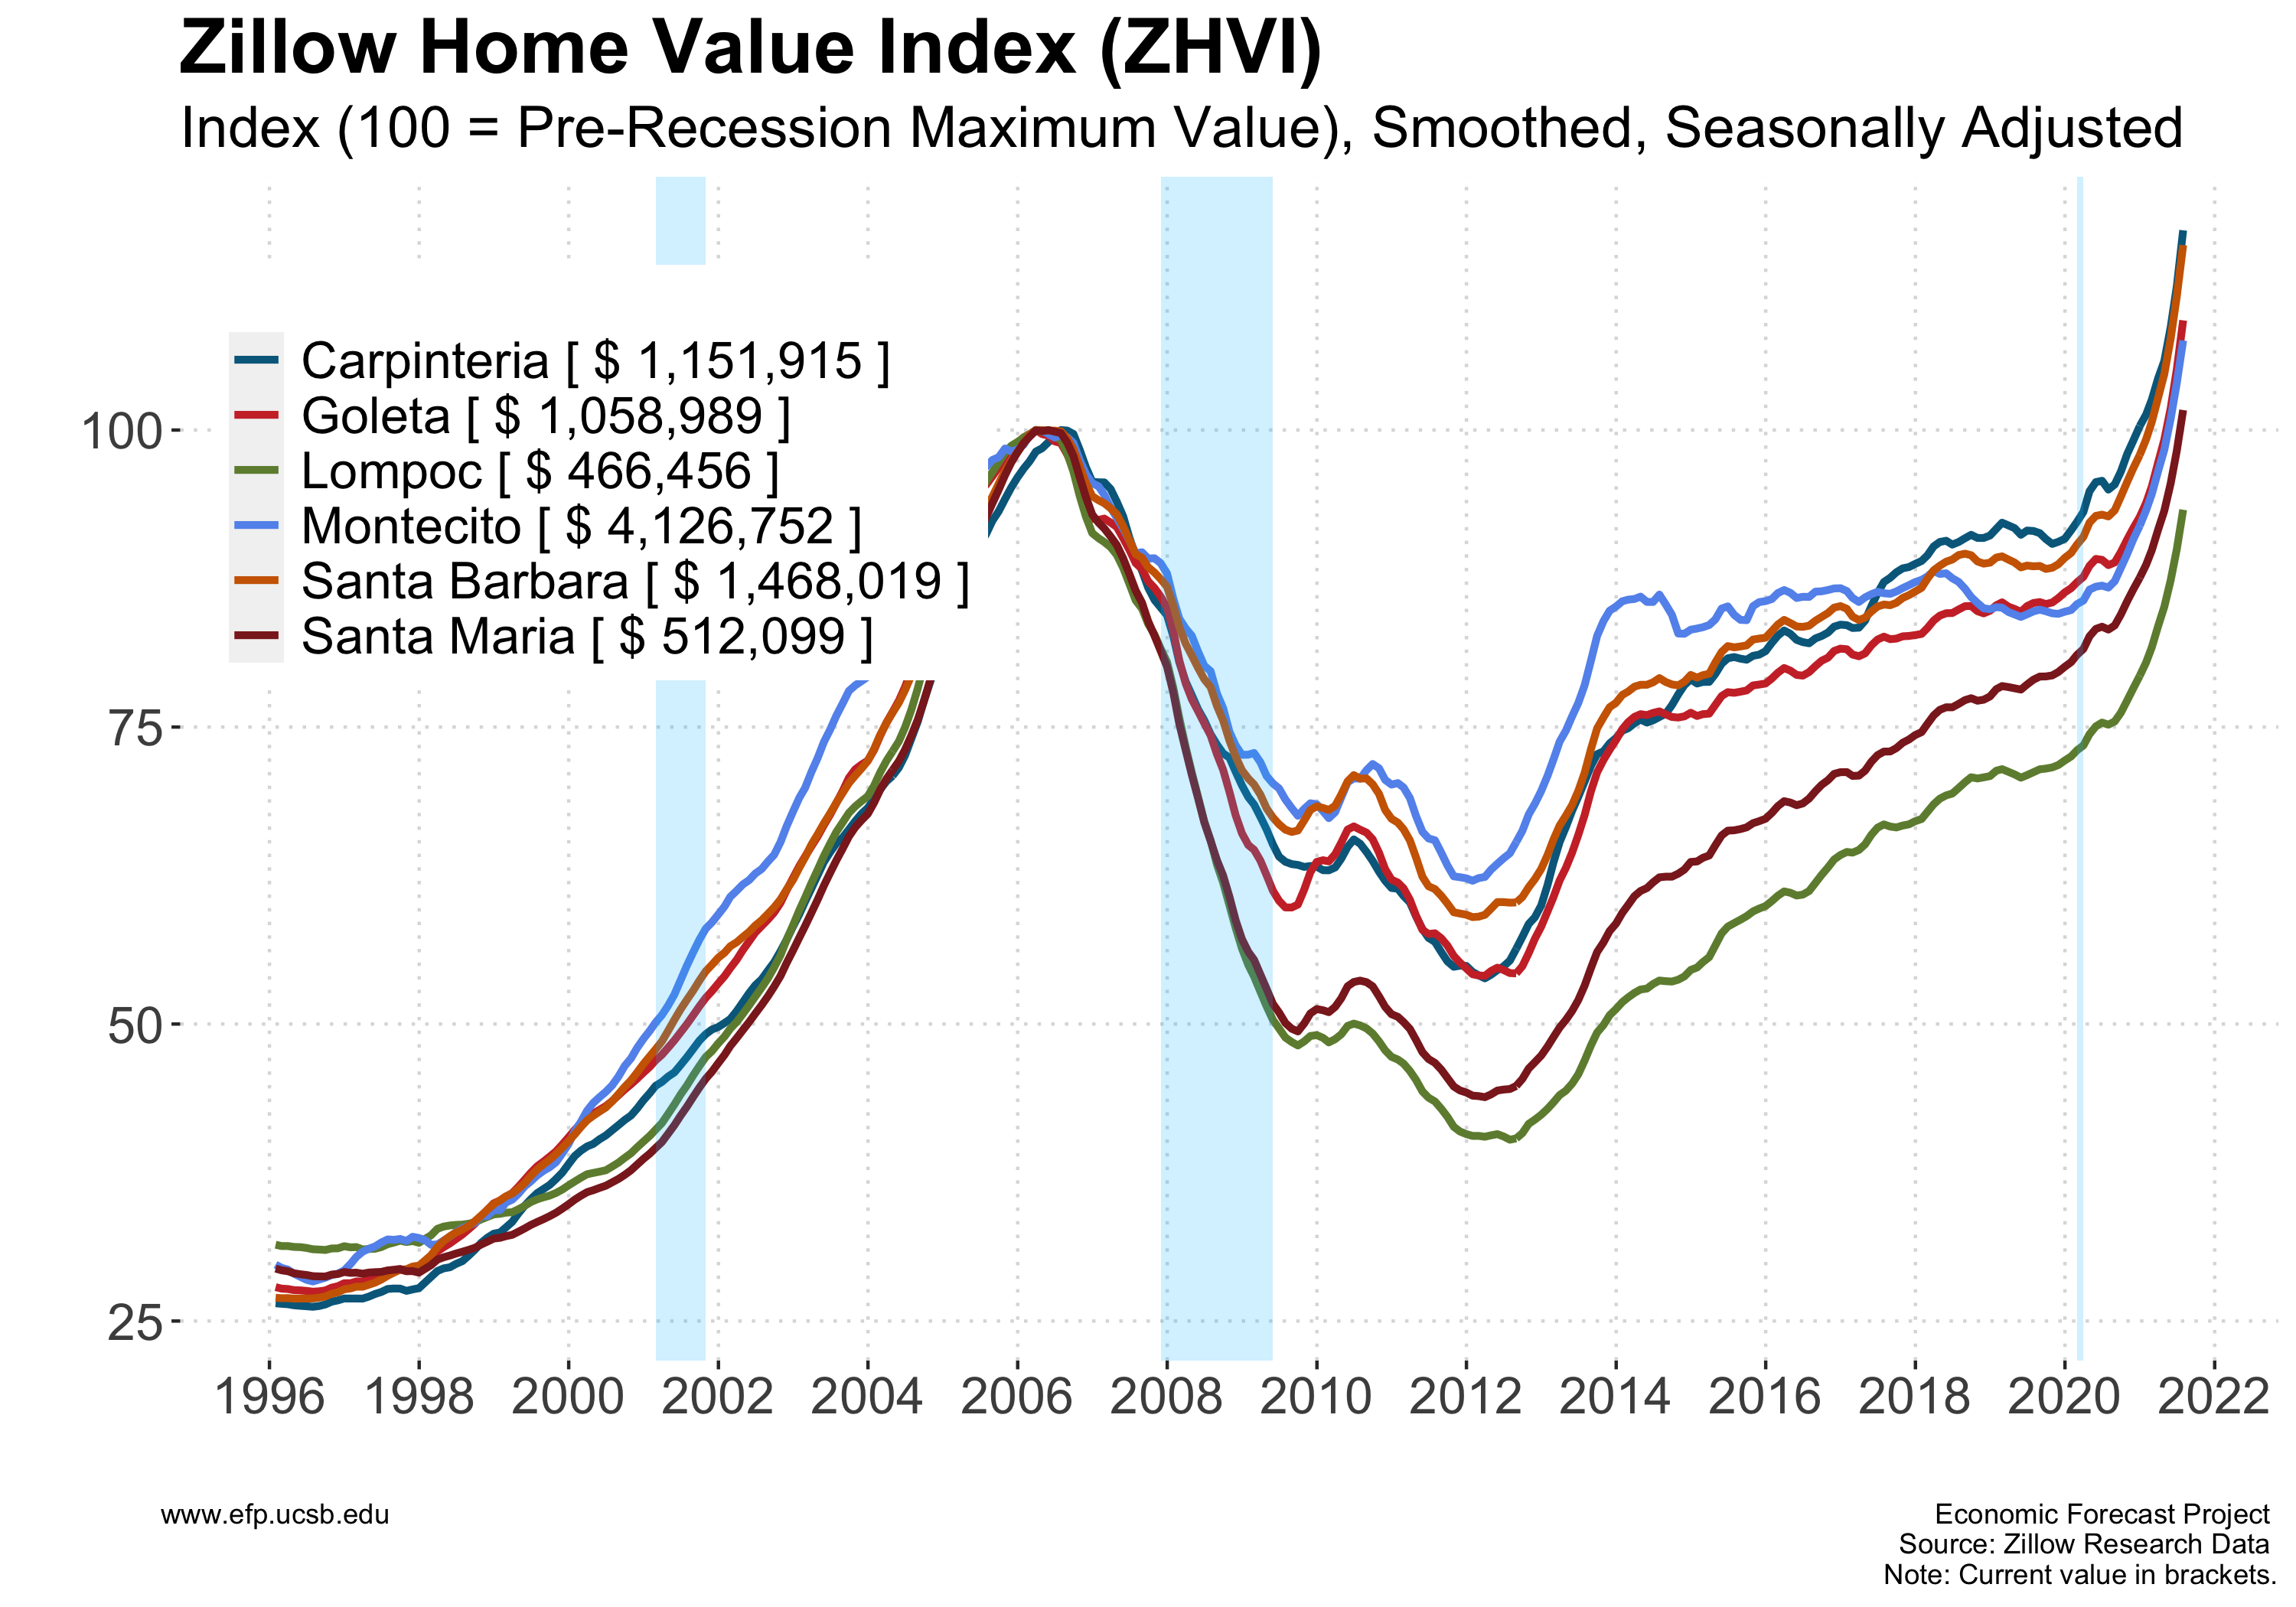 Zillow Home Value Index (ZHVI)
Index (100 = Pre-Recession Maximum Value), Smoothed, Seasonally Adjusted
Carpinteria [ $ 1,151,915 ]
Goleta [ $ 1,058,989 ]
Lompoc [ $ 466,456 ]
Montecito [ $ 4,126,752 ]
Santa Barbara [ $ 1,468,019 ]
Santa Maria [ $ 512,099 ]
100
75
50
25
1996 1998 2000 2002 2004 2006 2008 2010 2012 2014 2016 2018 2020 2022
www.efp.ucsb.edu
Economic Forecast Project
Source: Zillow Research Data
Note: Current value in brackets.